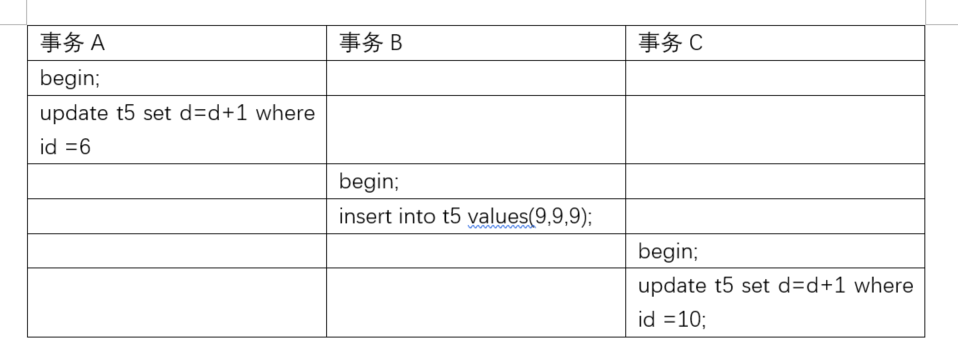 事务 A
事务 B
事务 C
begin;
update t5 set d=d+1 where
id =6
begin;
insert into t5 values(9,9,9);
begin;
update t5 set d=d+1 where
id =10;